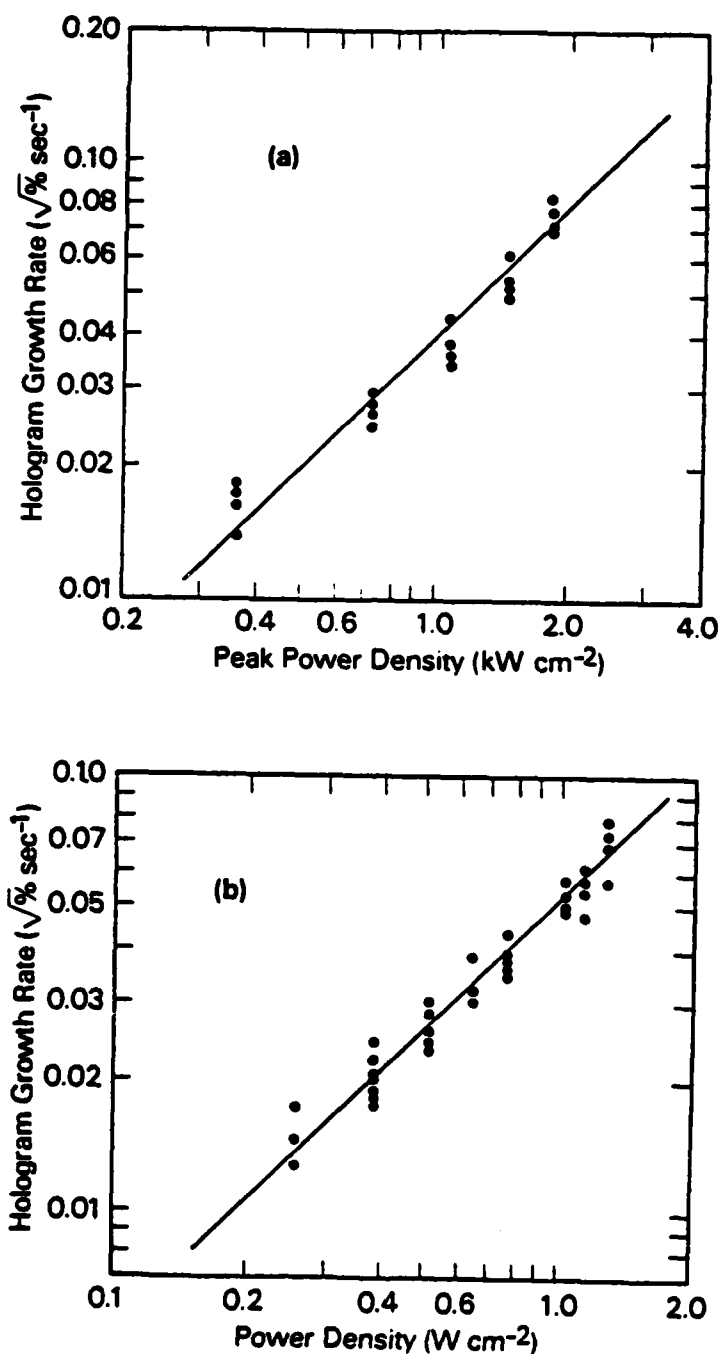 0.20
0.10
0.08
0.06
0.04
0.03
0.02
0.01
Hologram Growth Rate (√% sec⁻¹)
(a)
0.2 0.4 0.6 1.0 2.0 4.0
Peak Power Density (kW cm⁻²)
0.10
0.07
0.05
0.03
0.02
0.01
Hologram Growth Rate (√% sec⁻¹)
(b)
0.1 0.2 0.4 0.6 1.0 2.0
Power Density (W cm⁻²)